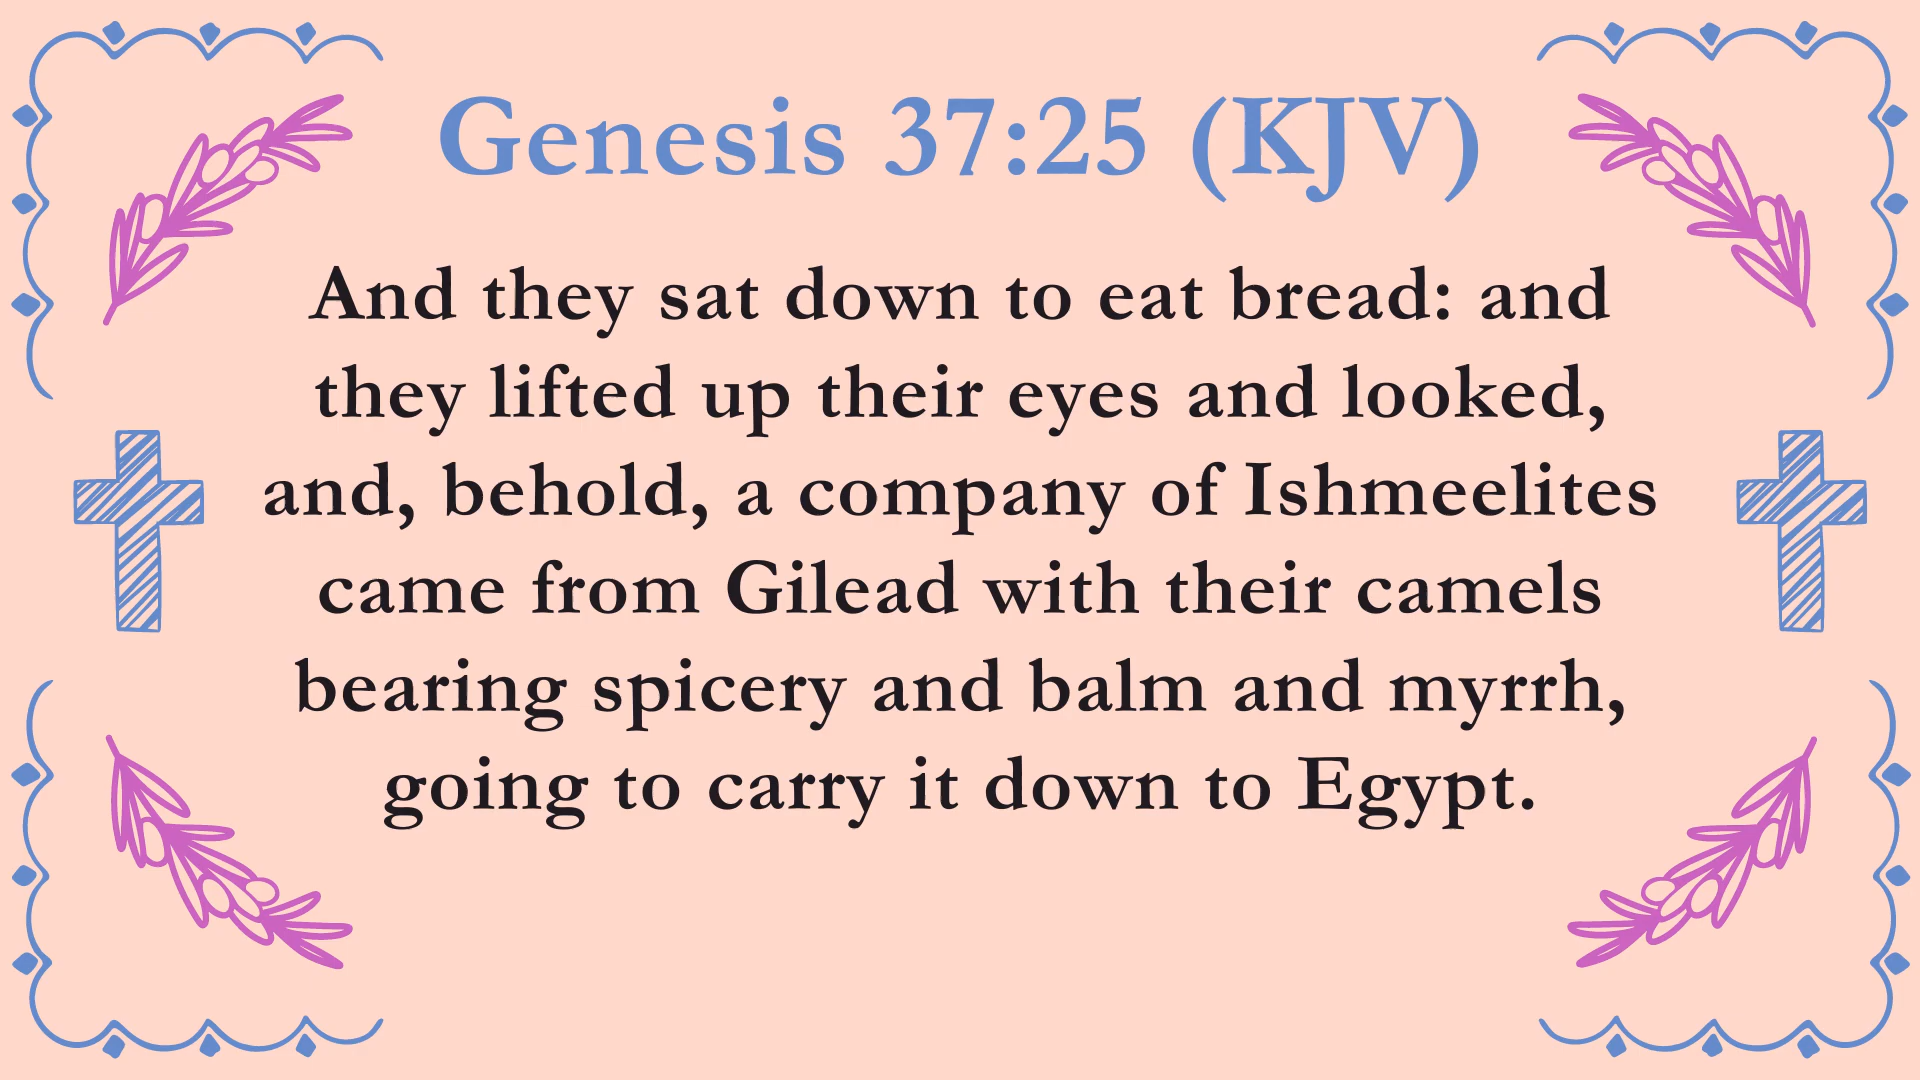 Genesis 37:25 (KJV)
And they sat down to eat bread: and
they lifted up their eyes and looked,
and, behold, a company of Ishmeelites
came from Gilead with their camels
bearing spicery and balm and myrrh,
going to carry it down to Egypt.